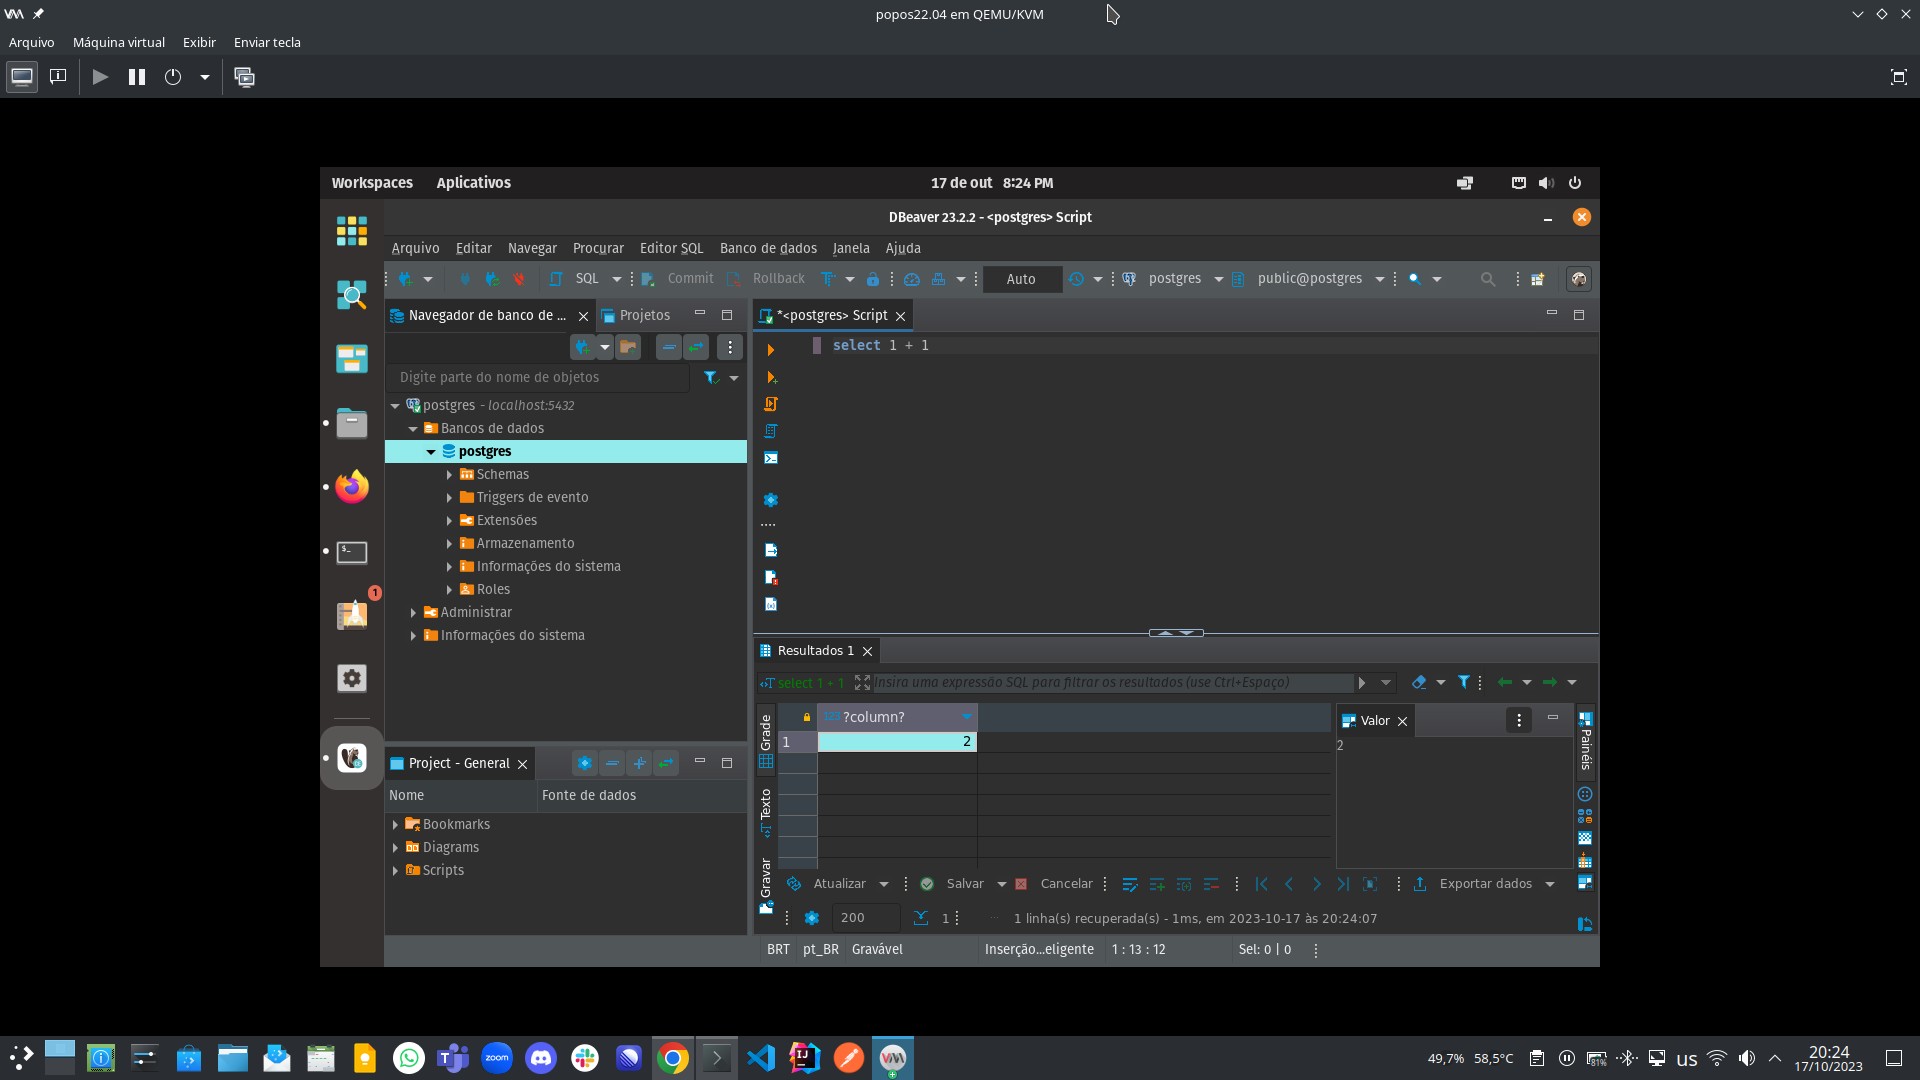 popos22.04 em QEMU/KVM
Arquivo Máquina virtual Exibir Enviar tecla
Workspaces Aplicativos 17 de out 8:24 PM
DBeaver 23.2.2 - <postgres> Script
Arquivo Editar Navegar Procurar Editor SQL Banco de dados Janela Ajuda
SQL Commit Rollback Auto postgres public@postgres
Navegador de banco de ... Projetos
*<postgres> Script
select 1 + 1
Digite parte do nome de objetos
postgres - localhost:5432
Bancos de dados
postgres
Schemas
Triggers de evento
Extensões
Armazenamento
Informações do sistema
Roles
1
Administrar
Informações do sistema
Resultados 1
select 1 + 1 Insira uma expressão SQL para filtrar os resultados (use Ctrl+Espaço)
Grade
Texto
Gravar
?column?
1 2
Valor
2
Painéis
Project - General
Nome Fonte de dados
Bookmarks
Diagrams
Scripts
Atualizar Salvar Cancelar Exportar dados
200 1 1 linha(s) recuperada(s) - 1ms, em 2023-10-17 às 20:24:07
BRT pt_BR Gravável Inserção...eligente 1 : 13 : 12 Sel: 0 | 0
zoom
49,7% 58,5°C 81% us 20:24
17/10/2023